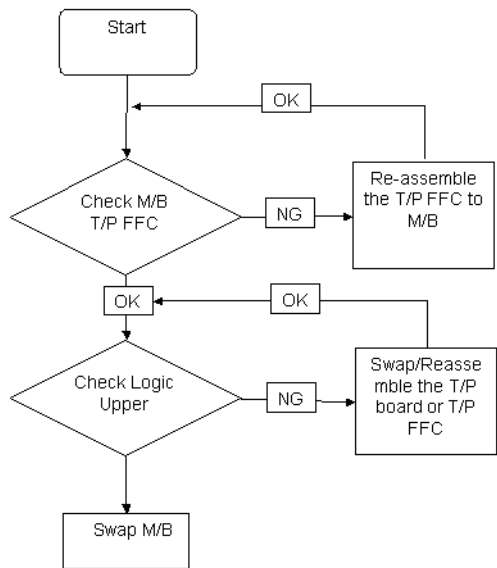 Start
OK
Check M/B
T/P FFC
NG
Re-assemble
the T/P FFC to
M/B
OK
OK
Check Logic
Upper
NG
Swap/Reasse
mble the T/P
board or T/P
FFC
Swap M/B